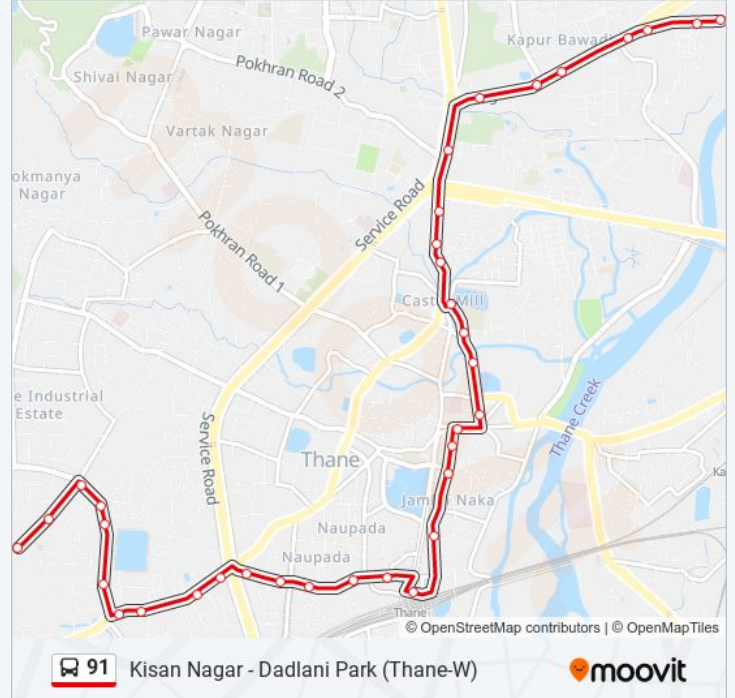 Pawar Nagar
Kapur Bawadi
Shivai Nagar
Pokhran Road 2
Vartak Nagar
okmanya
Nagar
Service Road
Pokhran Road 1
Mill
e Industrial
Estate
Service Road
Thane Creek
Thane
Ka
Naka
Naupada
Naupada
Thane
© OpenStreetMap contributors | © OpenMapTiles
91 Kisan Nagar - Dadlani Park (Thane-W)
moovit